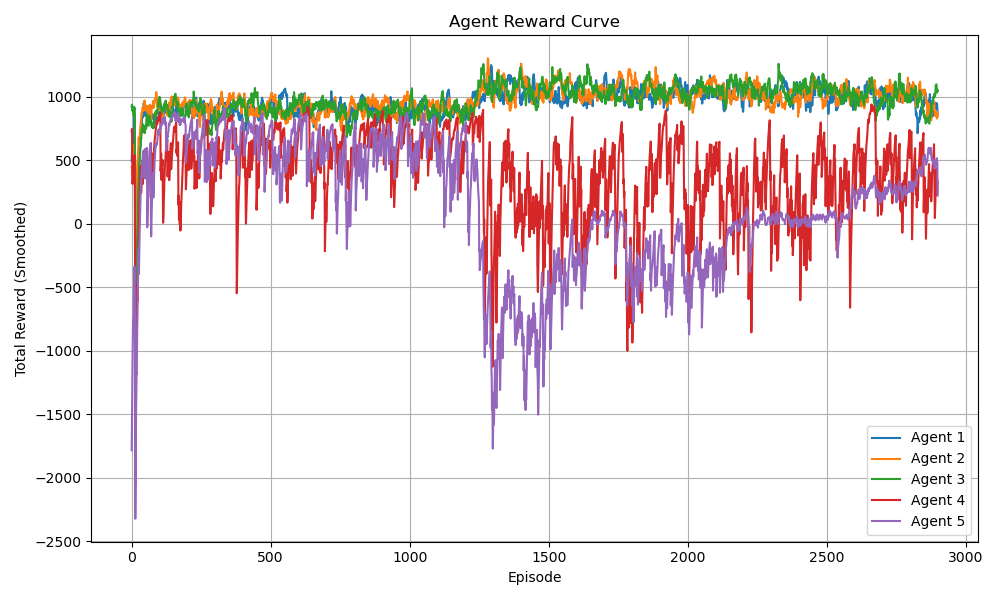 Agent Reward Curve
Total Reward (Smoothed)
1000
500
0
−500
−1000
−1500
−2000
−2500
0
500
1000
1500
2000
2500
3000
Episode
Agent 1
Agent 2
Agent 3
Agent 4
Agent 5